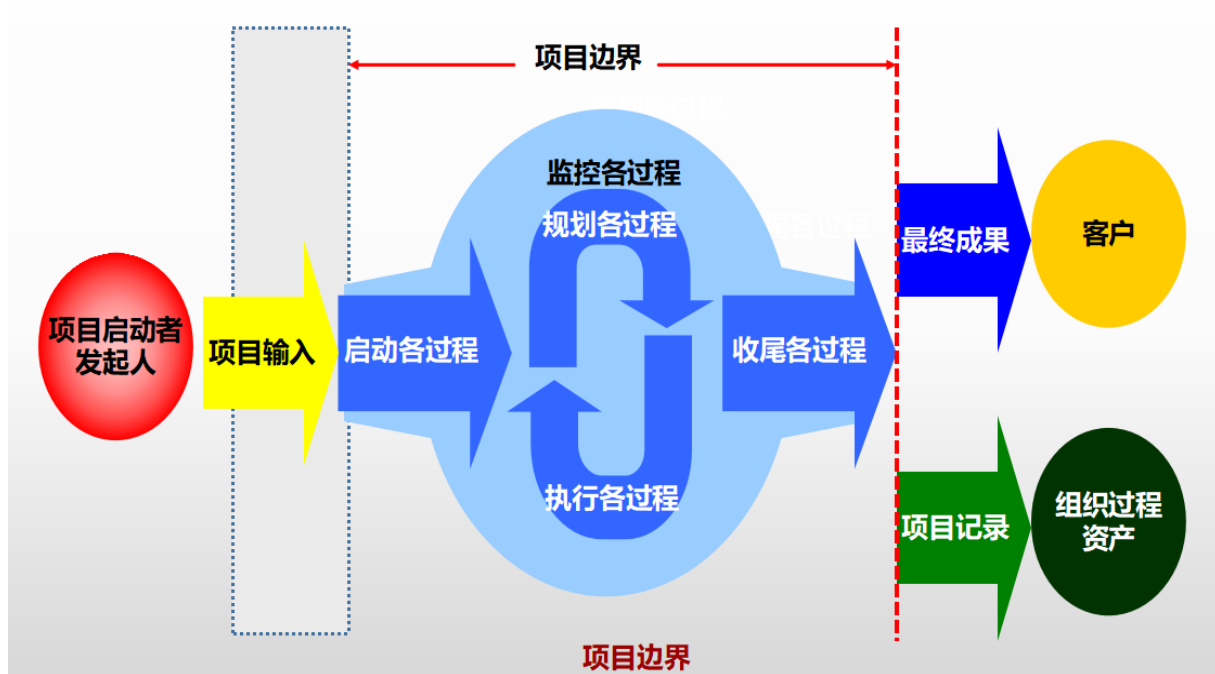 项目边界
监控各过程
规划各过程
最终成果
客户
项目启动者
发起人
项目输入
启动各过程
收尾各过程
执行各过程
项目记录
组织过程
资产
项目边界